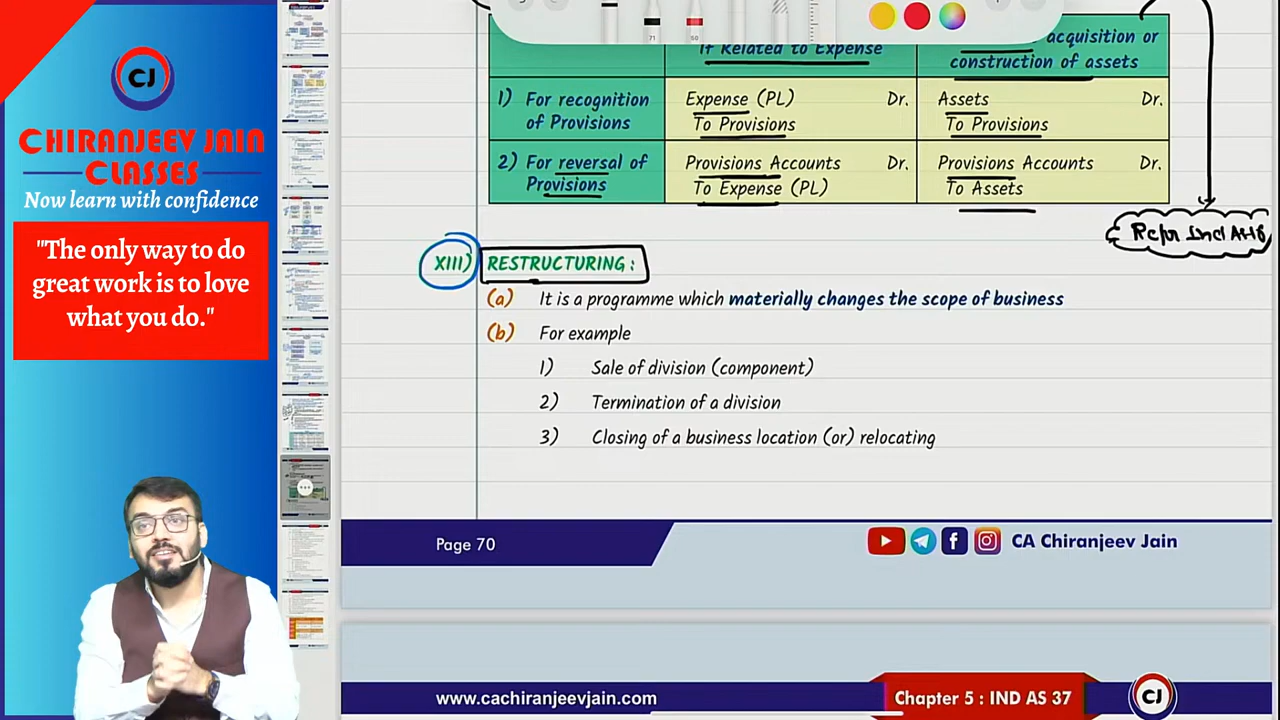 CJ
CHIRANJEEV JAIN
CLASSES
Now learn with confidence
"The only way to do
great work is to love
what you do."
71
50
If related to Expense
acquisition or
construction of assets
1) For recognition of Provisions
Expense (PL) Dr.
To Provisions
Assets Dr.
To Provision
2) For reversal of Provisions
Provisions Accounts Dr.
To Expense (PL)
Provision Accounts Dr.
To Assets
XIII) RESTRUCTURING :
a) It is a programme which materially changes the scope of business
(b) For example
1) Sale of division (component)
2) Termination of division
3) Closing on a business location (or) relocating
Page 70
CA Chiranjeev Jain
www.cachiranjeevjain.com
Chapter 5 : IND AS 37
CJ